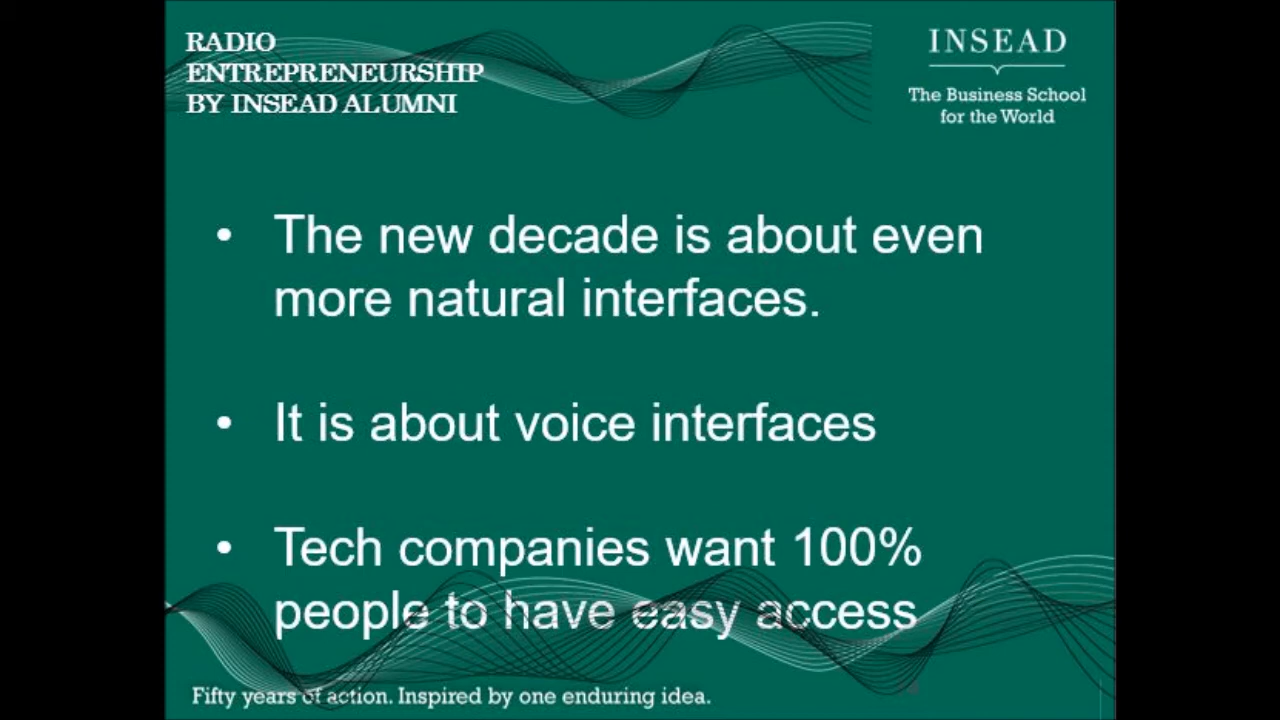 RADIO
ENTREPRENEURSHIP
BY INSEAD ALUMNI
INSEAD
The Business School
for the World
• The new decade is about even
more natural interfaces.
• It is about voice interfaces
• Tech companies want 100%
people to have easy access
Fifty years of action. Inspired by one enduring idea.